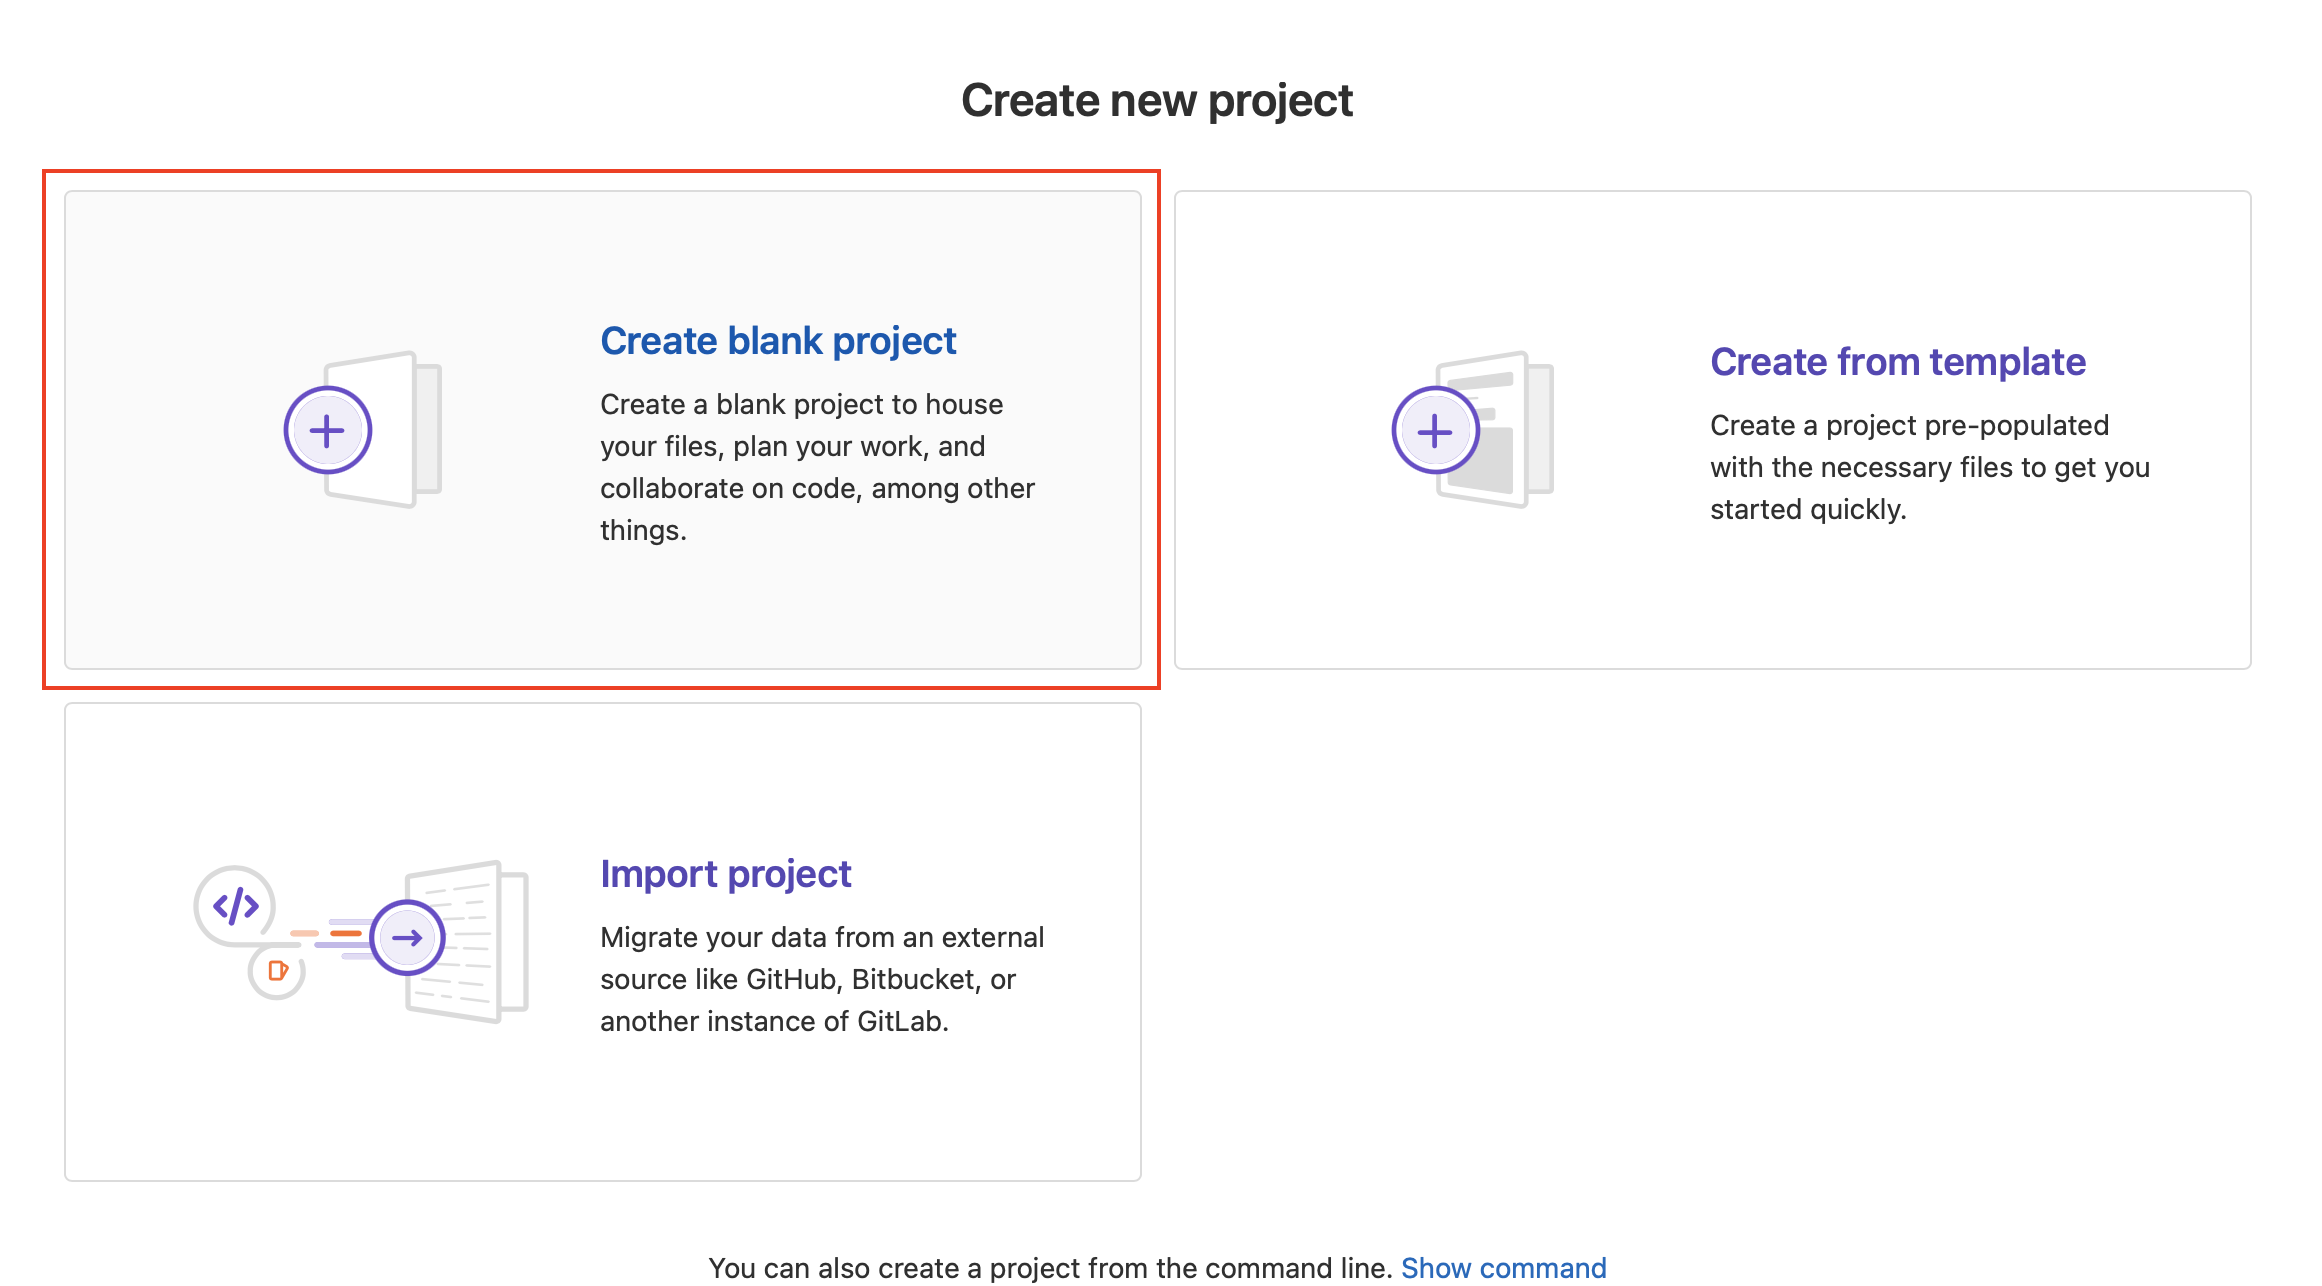 Create new project
Create blank project
Create a blank project to house
your files, plan your work, and
collaborate on code, among other
things.
Create from template
Create a project pre-populated
with the necessary files to get you
started quickly.
Import project
Migrate your data from an external
source like GitHub, Bitbucket, or
another instance of GitLab.
You can also create a project from the command line. Show command